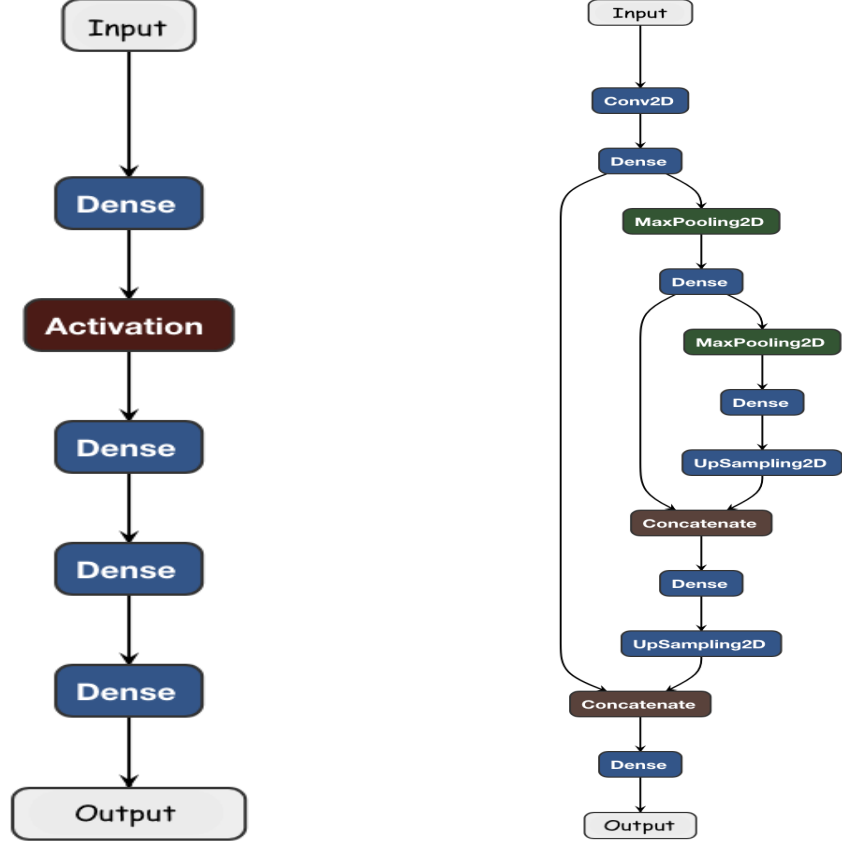 Input
Dense
Activation
Dense
Dense
Dense
Output
Input
Conv2D
Dense
MaxPooling2D
Dense
MaxPooling2D
Dense
UpSampling2D
Concatenate
Dense
UpSampling2D
Concatenate
Dense
Output